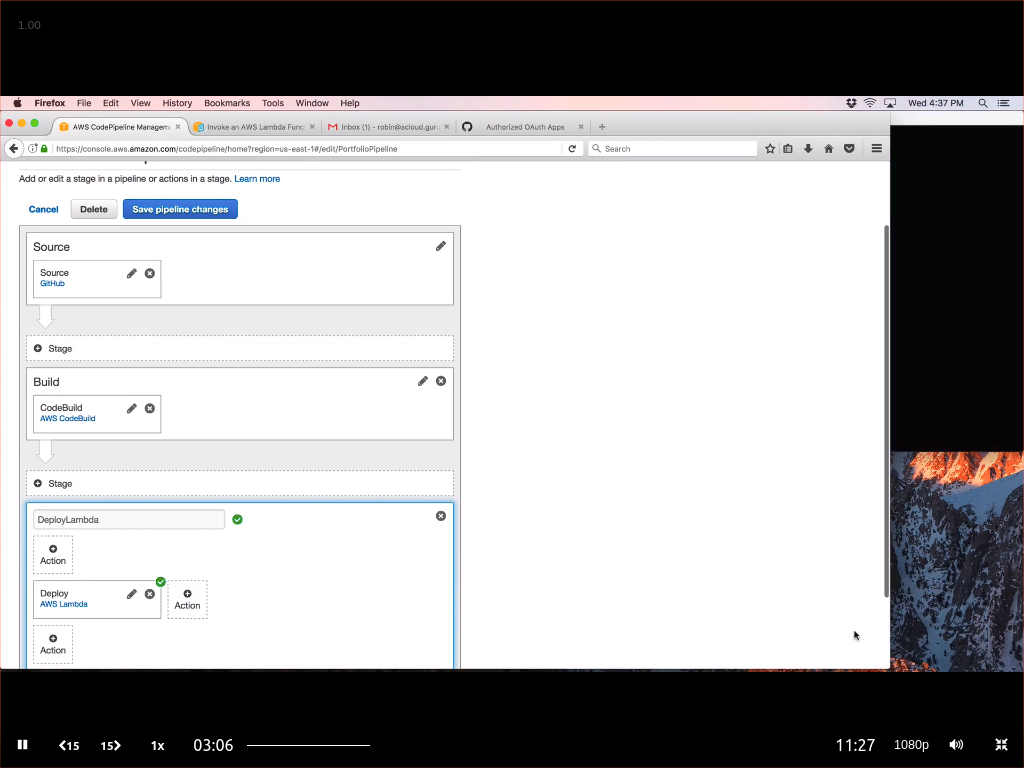 1.00
Firefox File Edit View History Bookmarks Tools Window Help Wed 4:37 PM
AWS CodePipeline Managem Invoke an AWS Lambda Func Inbox (1) - robin@acloud.gur Authorized OAuth Apps
https://console.aws.amazon.com/codepipeline/home?region=us-east-1#/edit/PortfolioPipeline Search
Add or edit a stage in a pipeline or actions in a stage. Learn more
Cancel Delete Save pipeline changes
Source
Source
GitHub
Stage
Build
CodeBuild
AWS CodeBuild
Stage
DeployLambda
Action
Deploy
AWS Lambda
Action
Action
15 15 1x 03:06 11:27 1080p